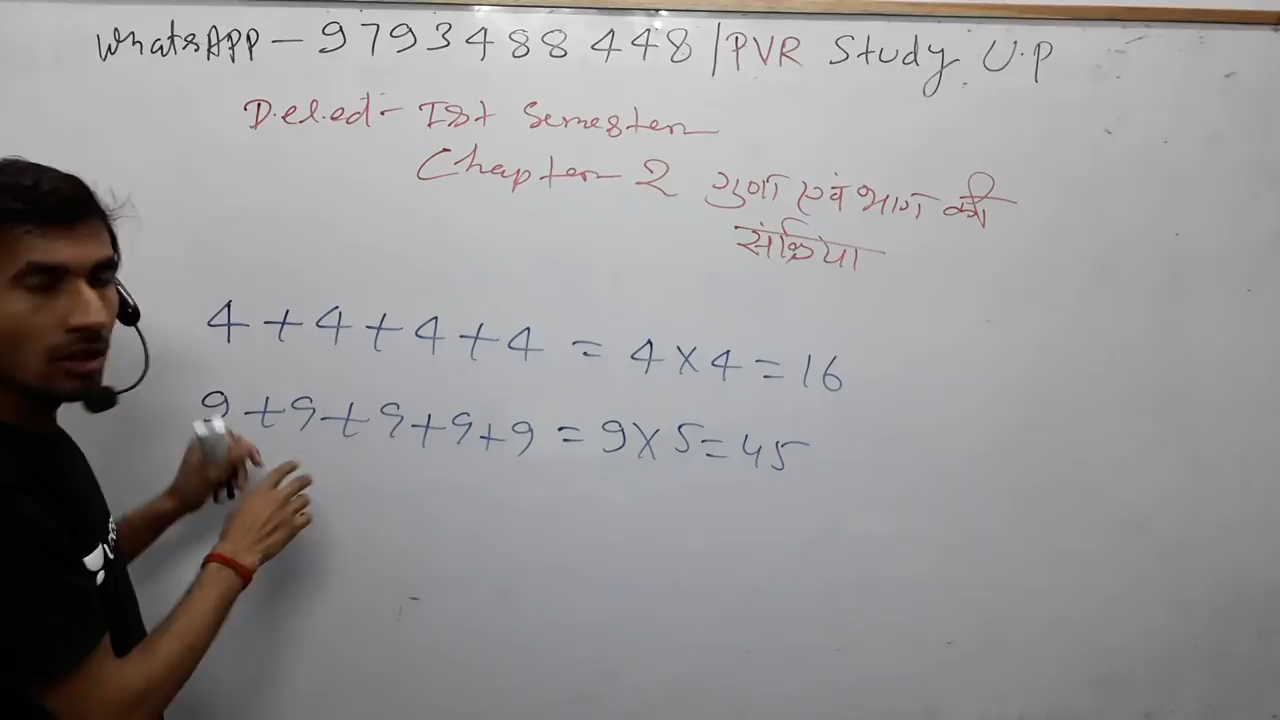 WhatsAPP - 9793488448 | PVR Study U.P
D.el.ed - Ist Semester
Chapter 2 गुणा एवं भाग की
संक्रिया
4 + 4 + 4 + 4 = 4 × 4 = 16
9 + 9 + 9 + 9 + 9 = 9 × 5 = 45